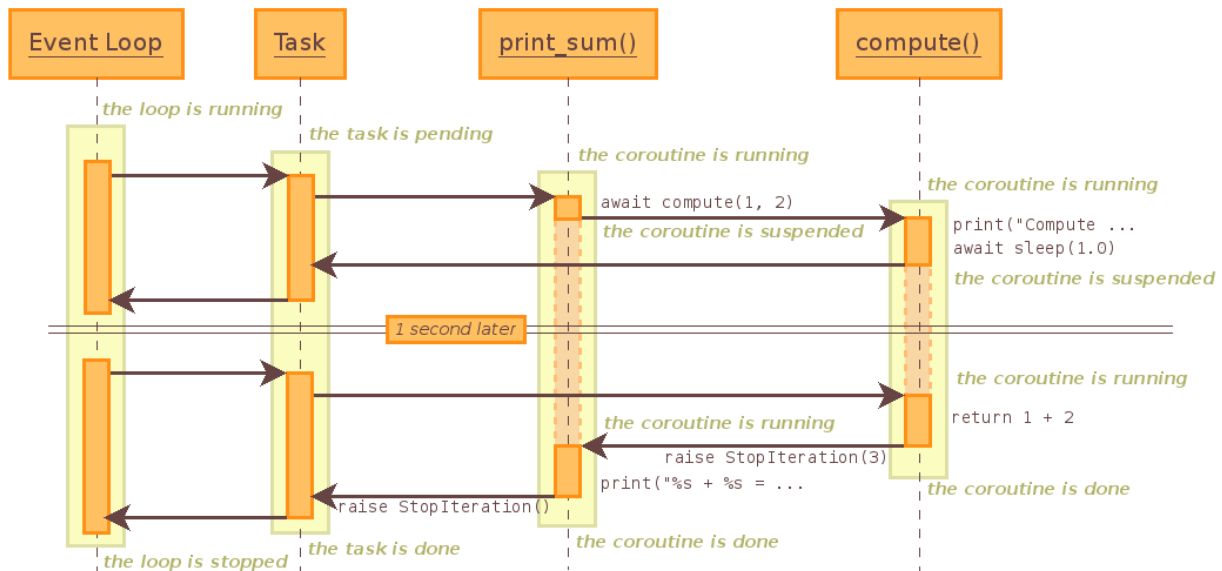 Event Loop
Task
print_sum()
compute()
the loop is running
the task is pending
the coroutine is running
the coroutine is running
await compute(1, 2)
print("Compute ...
the coroutine is suspended
await sleep(1.0)
the coroutine is suspended
1 second later
the coroutine is running
the coroutine is running
return 1 + 2
raise StopIteration(3)
print("%s + %s = ...
the coroutine is done
raise StopIteration()
the coroutine is done
the task is done
the loop is stopped